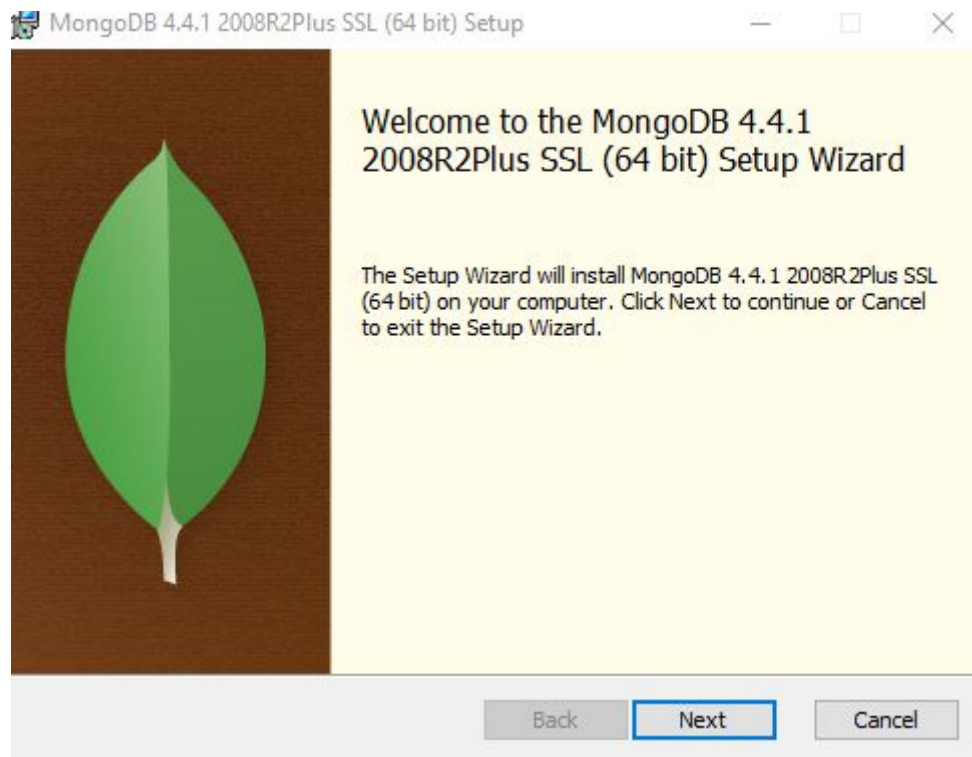 MongoDB 4.4.1 2008R2Plus SSL (64 bit) Setup
Welcome to the MongoDB 4.4.1
2008R2Plus SSL (64 bit) Setup Wizard
The Setup Wizard will install MongoDB 4.4.1 2008R2Plus SSL
(64 bit) on your computer. Click Next to continue or Cancel
to exit the Setup Wizard.
Back Next Cancel